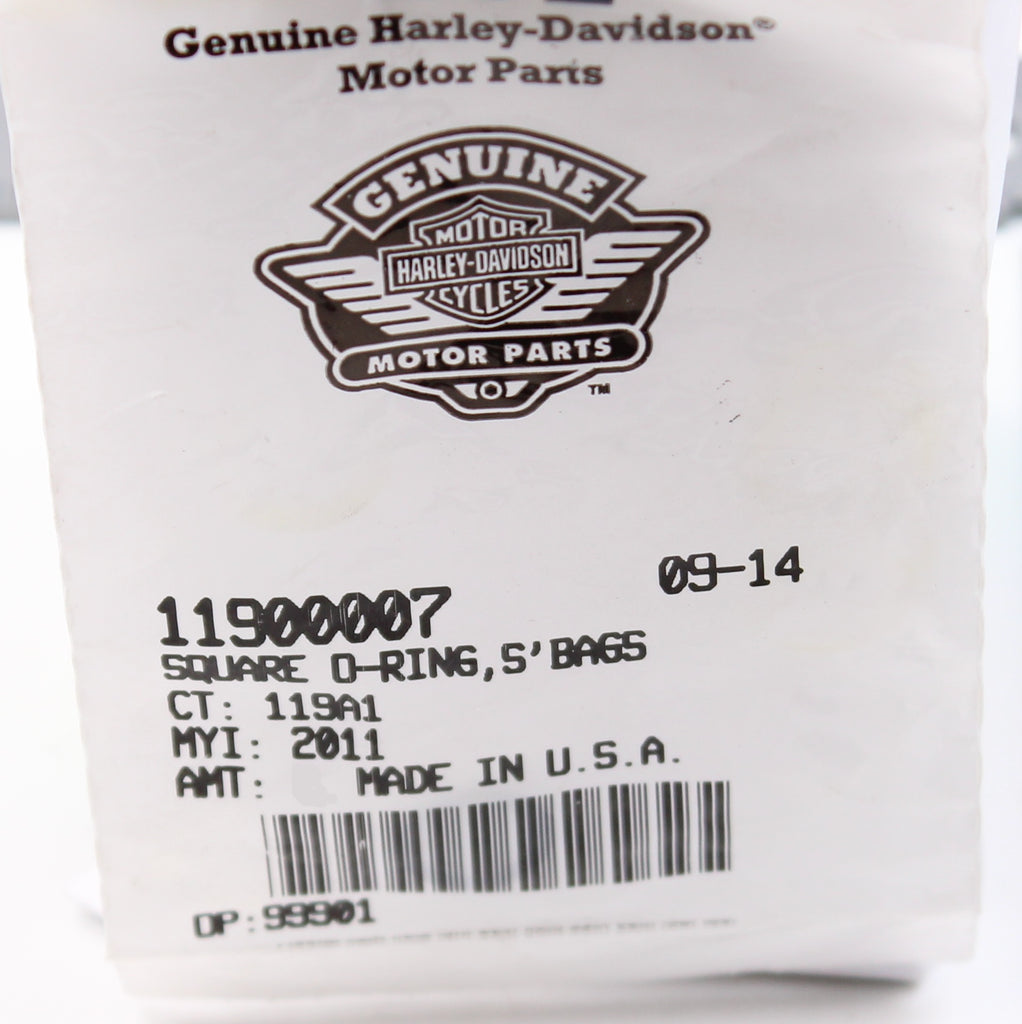 Genuine Harley-Davidson®
Motor Parts
GENUINE
MOTOR
HARLEY-DAVIDSON
CYCLES
MOTOR PARTS
TM
09-14
11900007
SQUARE O-RING,S'BAGS
CT: 119A1
MYI: 2011
AMT: MADE IN U.S.A.
DP:99901